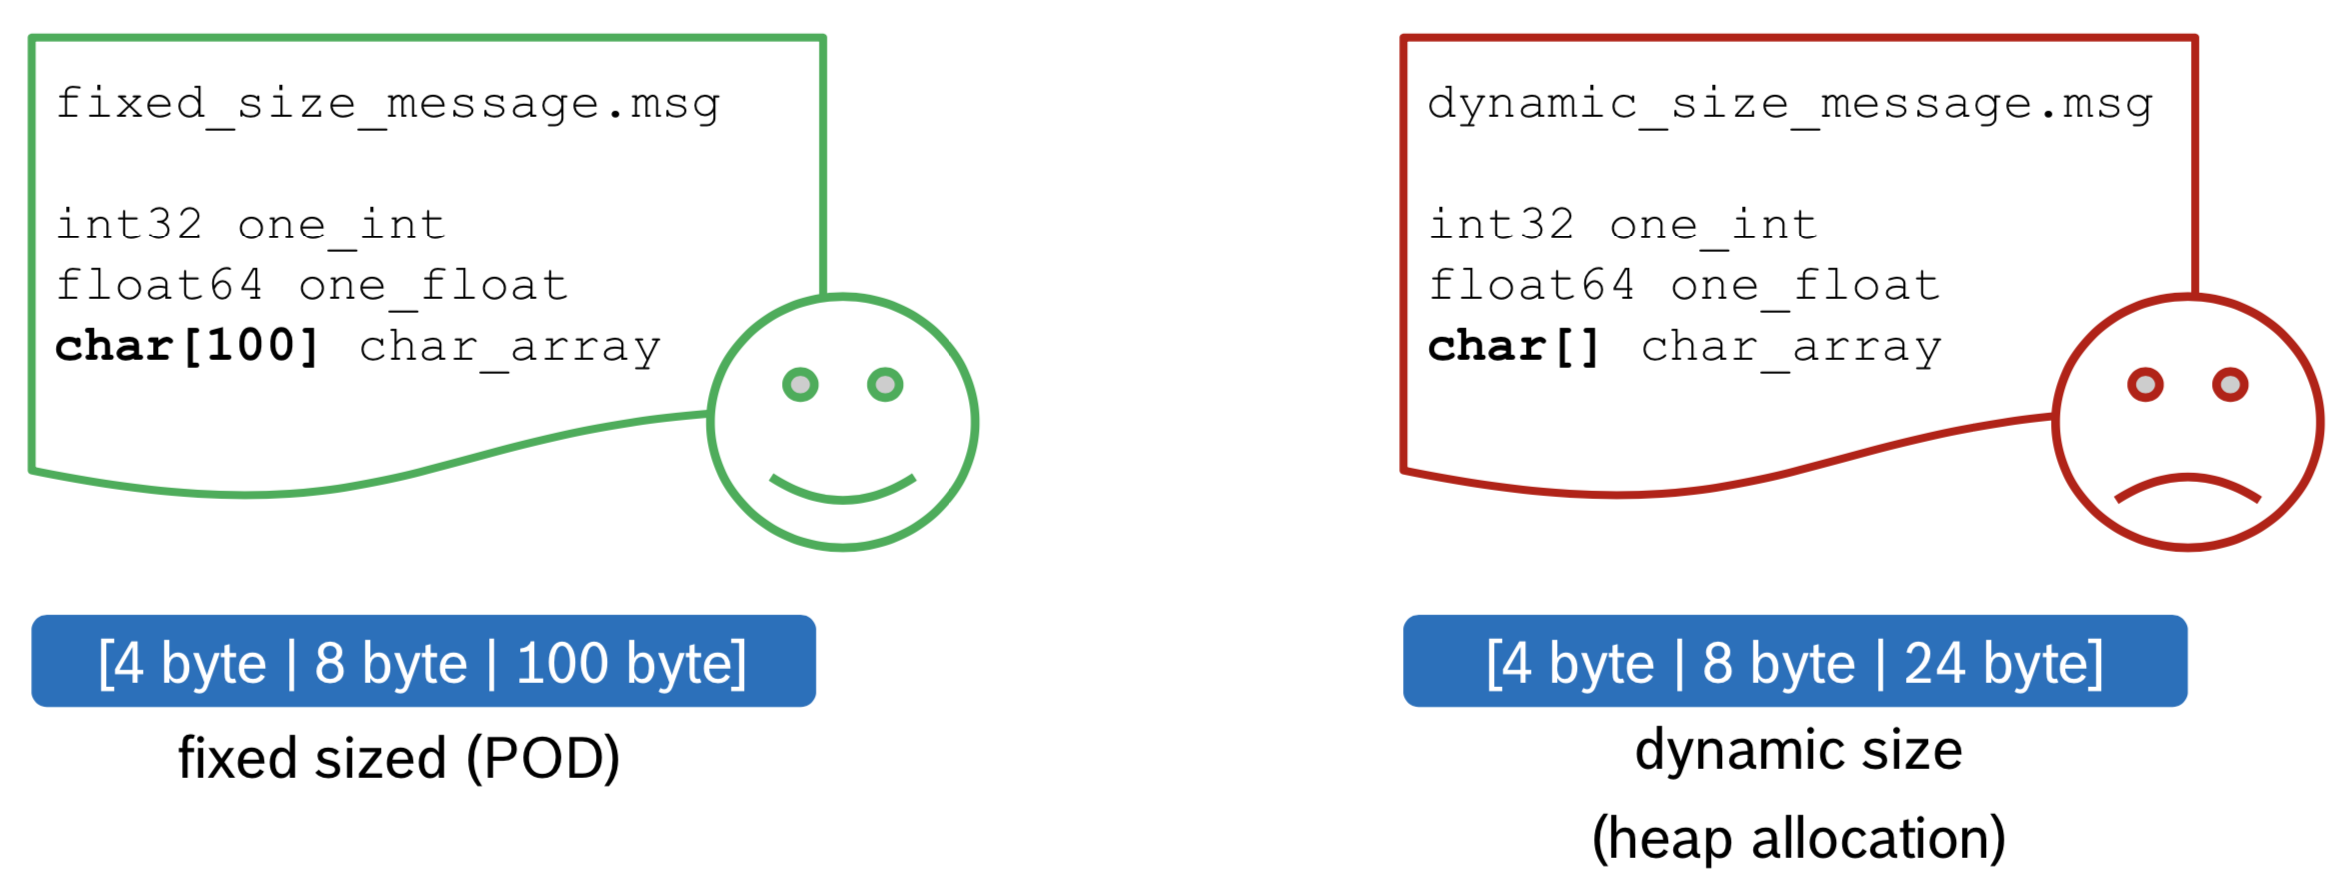 fixed_size_message.msg
int32 one_int
float64 one_float
char[100] char_array
[4 byte | 8 byte | 100 byte]
fixed sized (POD)
dynamic_size_message.msg
int32 one_int
float64 one_float
char[] char_array
[4 byte | 8 byte | 24 byte]
dynamic size
(heap allocation)